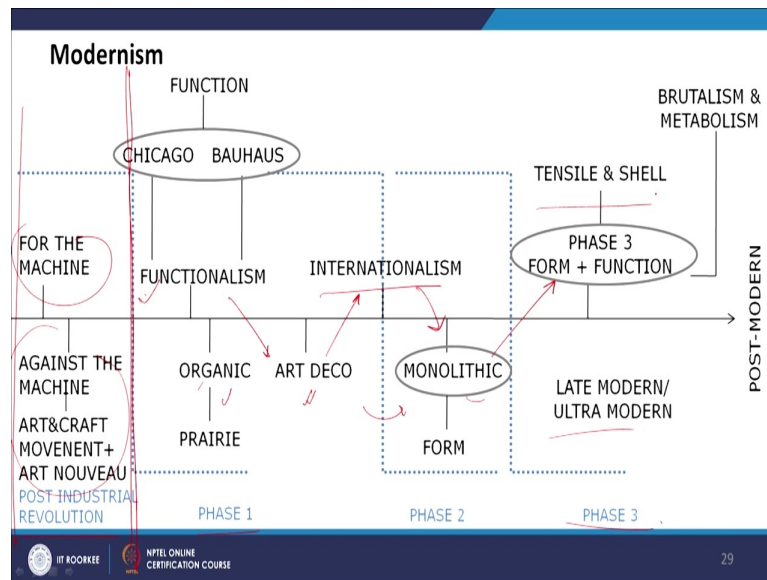 Modernism
FUNCTION
CHICAGO BAUHAUS
BRUTALISM &
METABOLISM
TENSILE & SHELL
FOR THE
MACHINE
FUNCTIONALISM
INTERNATIONALISM
PHASE 3
FORM + FUNCTION
AGAINST THE
MACHINE
ART&CRAFT
MOVENENT+
ART NOUVEAU
ORGANIC
PRAIRIE
ART DECO
MONOLITHIC
FORM
LATE MODERN/
ULTRA MODERN
POST-MODERN
POST INDUSTRIAL
REVOLUTION
PHASE 1
PHASE 2
PHASE 3
IIT ROORKEE
NPTEL ONLINE
CERTIFICATION COURSE
29